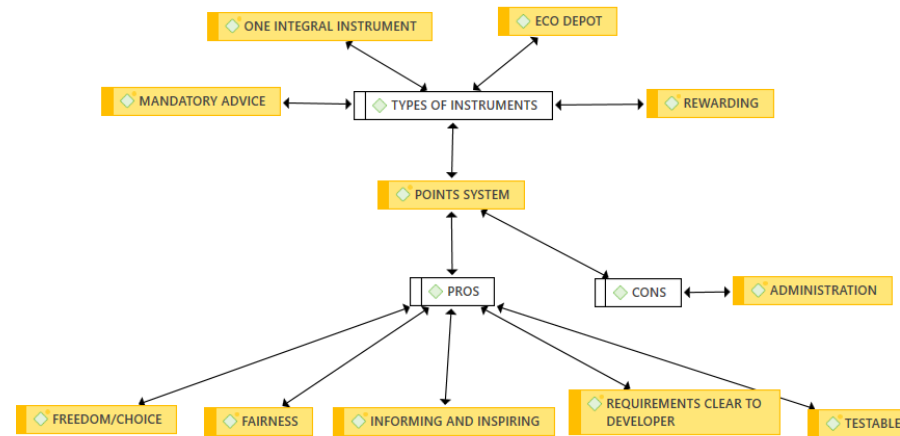 ONE INTEGRAL INSTRUMENT
ECO DEPOT
MANDATORY ADVICE
TYPES OF INSTRUMENTS
REWARDING
POINTS SYSTEM
PROS
CONS
ADMINISTRATION
FREEDOM/CHOICE
FAIRNESS
INFORMING AND INSPIRING
REQUIREMENTS CLEAR TO
DEVELOPER
TESTABLE